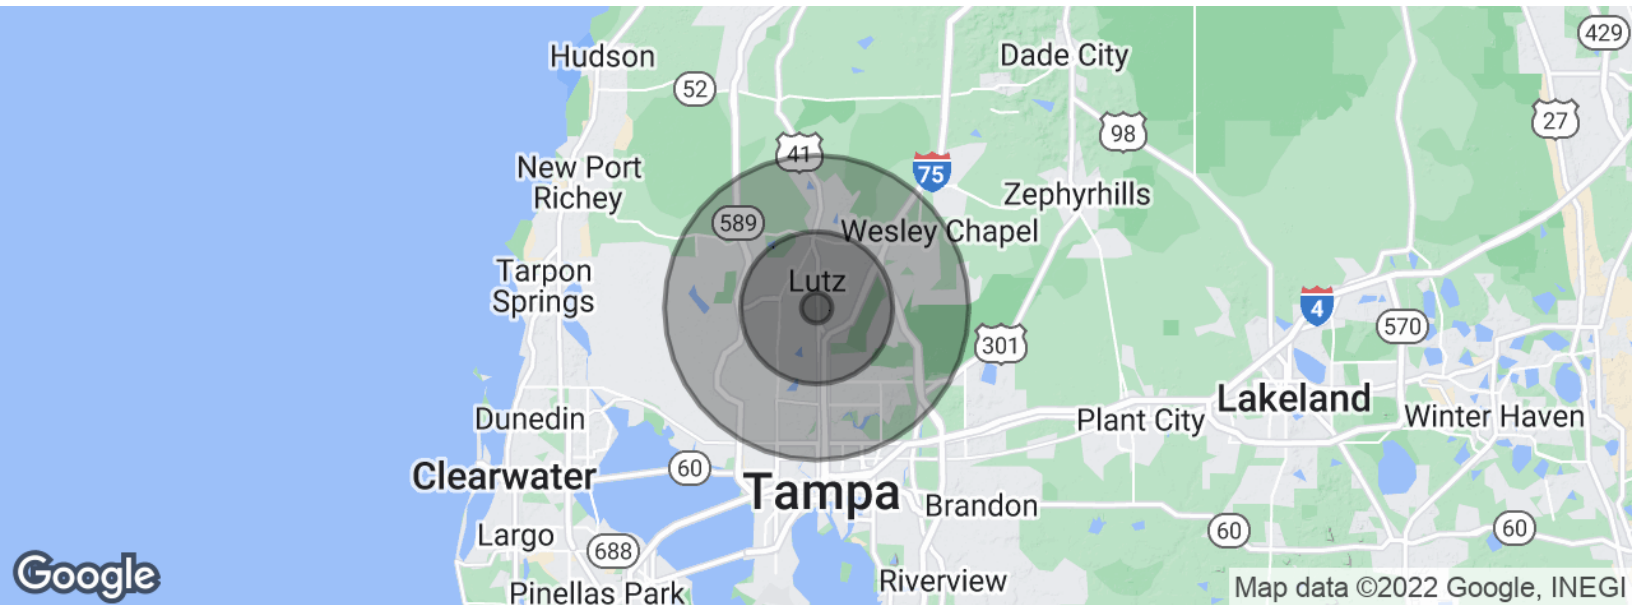 429
Hudson
Dade City
52
27
98
41
New Port
Richey
75
Zephyrhills
589
Wesley Chapel
Tarpon
Springs
Lutz
4
570
301
Dunedin
Lakeland
Plant City
Winter Haven
Clearwater
60
Tampa
Brandon
60
60
Largo
688
Google
Riverview
Pinellas Park
Map data ©2022 Google, INEGI